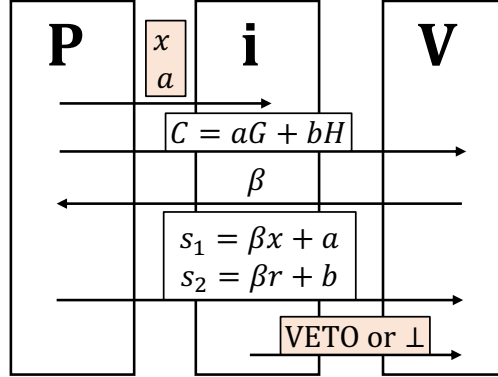 P i V
x
a
C = aG + bH
β
s₁ = βx + a
s₂ = βr + b
VETO or ⊥